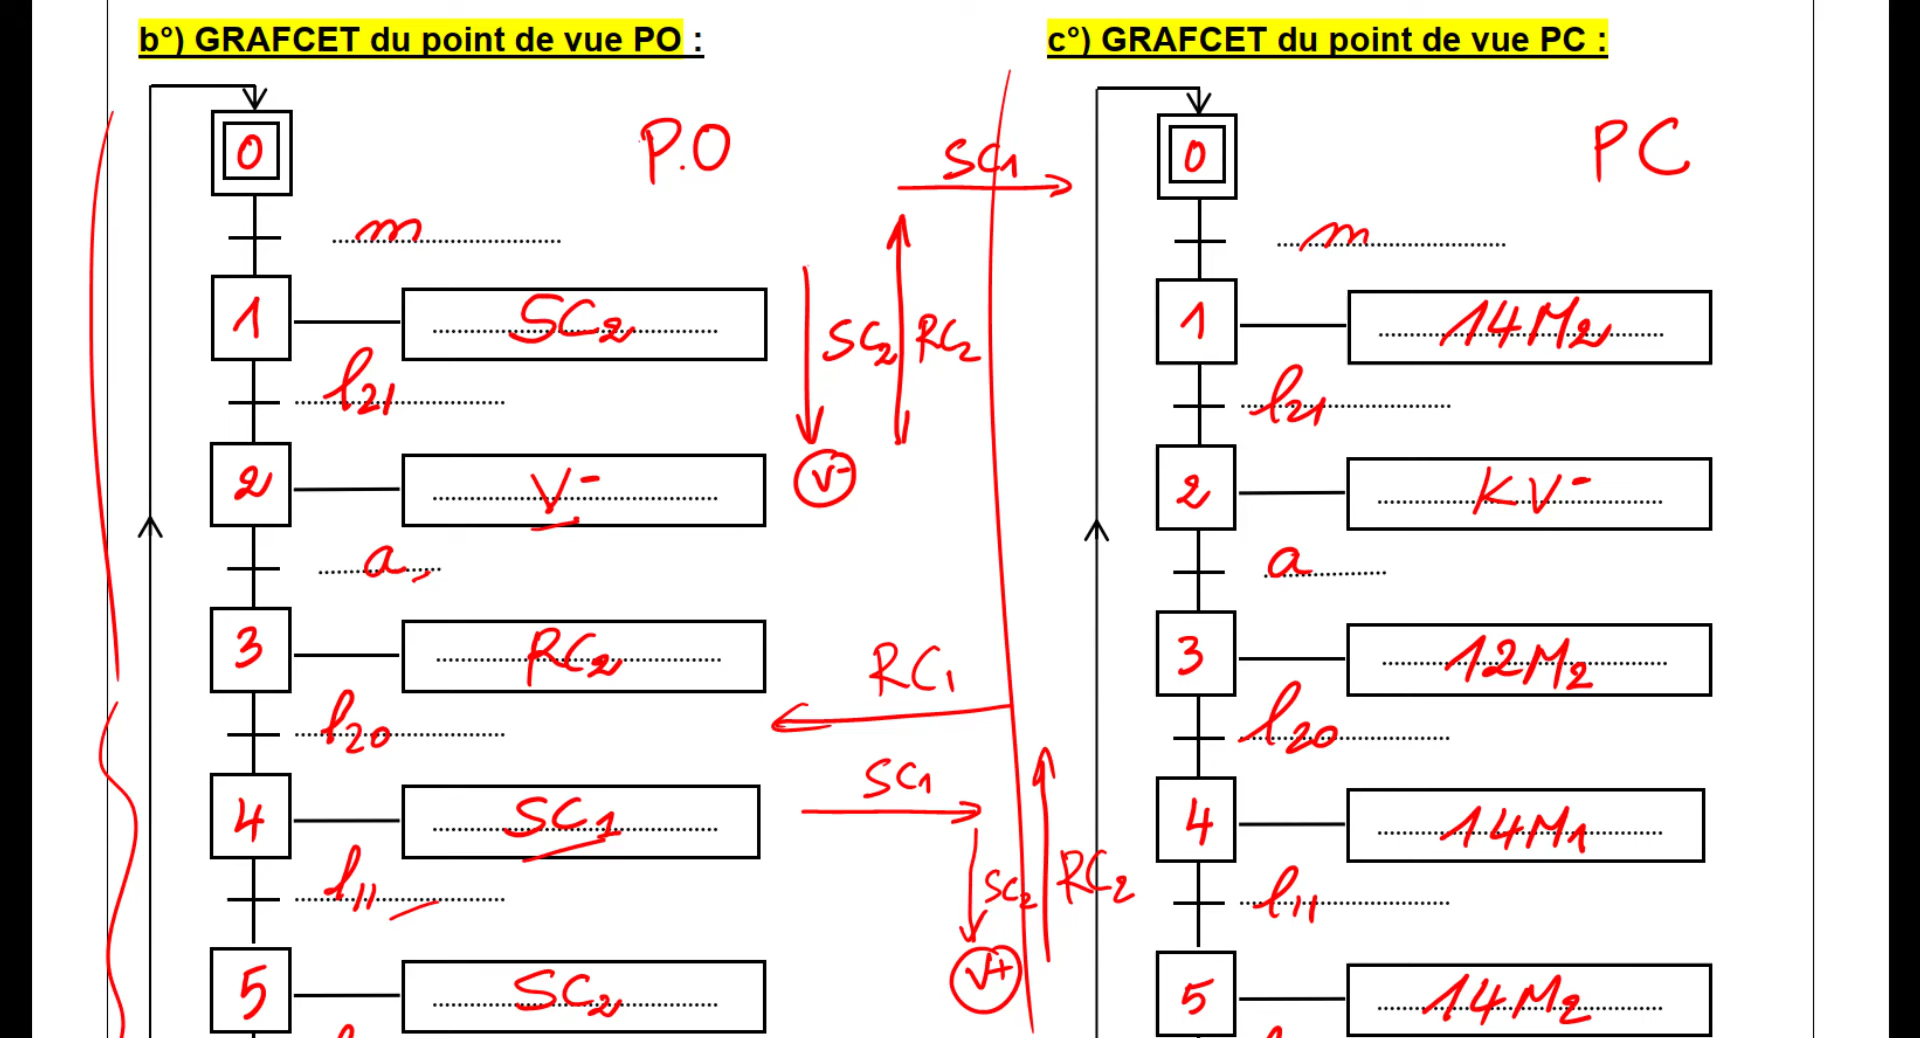 b°) GRAFCET du point de vue PO :
0
P.O
m
1
SC2
l21
2
V-
a
3
RC2
l20
4
SC1
l11
5
SC2
SC1
SC2
RC2
V-
RC1
SC1
SC2
RC2
V+
c°) GRAFCET du point de vue PC :
0
PC
m
1
14M2
l21
2
KV-
a
3
12M2
l20
4
14M1
l11
5
14M2